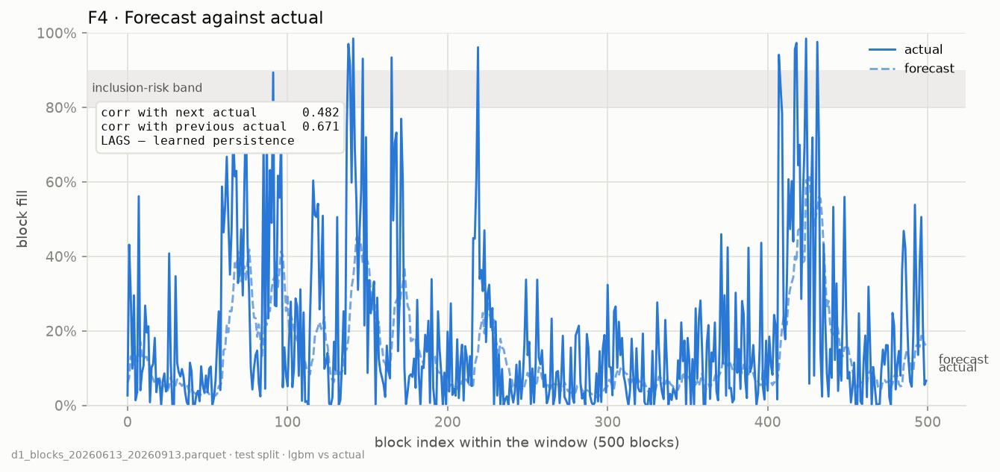 F4 · Forecast against actual
100%
80%
60%
40%
20%
0%
block fill
inclusion-risk band
corr with next actual 0.482
corr with previous actual 0.671
LAGS — learned persistence
actual
forecast
forecast
actual
0 100 200 300 400 500
block index within the window (500 blocks)
d1_blocks_20260613_20260913.parquet · test split · lgbm vs actual